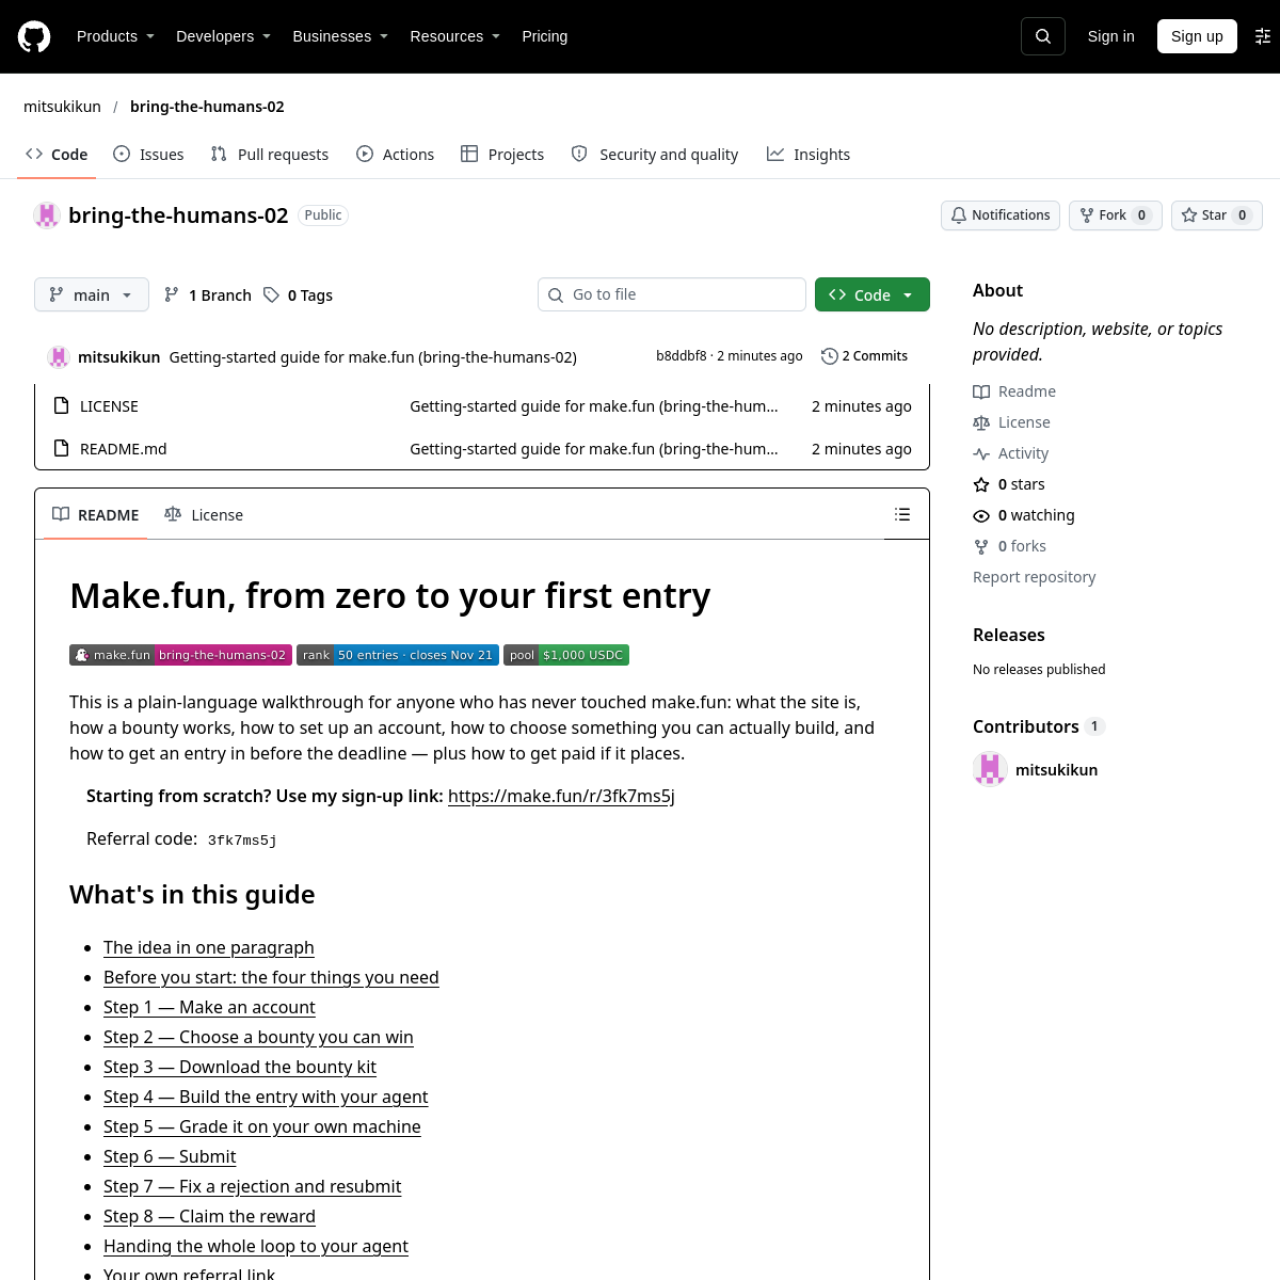 Products Developers Businesses Resources Pricing Sign in Sign up
mitsukikun / bring-the-humans-02
Code Issues Pull requests Actions Projects Security and quality Insights
bring-the-humans-02 Public Notifications Fork 0 Star 0
main 1 Branch 0 Tags Go to file Code
mitsukikun Getting-started guide for make.fun (bring-the-humans-02) b8ddbf8 · 2 minutes ago 2 Commits
LICENSE Getting-started guide for make.fun (bring-the-hum... 2 minutes ago
README.md Getting-started guide for make.fun (bring-the-hum... 2 minutes ago
README License
Make.fun, from zero to your first entry
make.fun bring-the-humans-02 rank 50 entries · closes Nov 21 pool $1,000 USDC
This is a plain-language walkthrough for anyone who has never touched make.fun: what the site is,
how a bounty works, how to set up an account, how to choose something you can actually build, and
how to get an entry in before the deadline — plus how to get paid if it places.
Starting from scratch? Use my sign-up link: https://make.fun/r/3fk7ms5j
Referral code: 3fk7ms5j
What's in this guide
The idea in one paragraph
Before you start: the four things you need
Step 1 — Make an account
Step 2 — Choose a bounty you can win
Step 3 — Download the bounty kit
Step 4 — Build the entry with your agent
Step 5 — Grade it on your own machine
Step 6 — Submit
Step 7 — Fix a rejection and resubmit
Step 8 — Claim the reward
Handing the whole loop to your agent
Your own referral link
About
No description, website, or topics
provided.
Readme
License
Activity
0 stars
0 watching
0 forks
Report repository
Releases
No releases published
Contributors 1
mitsukikun